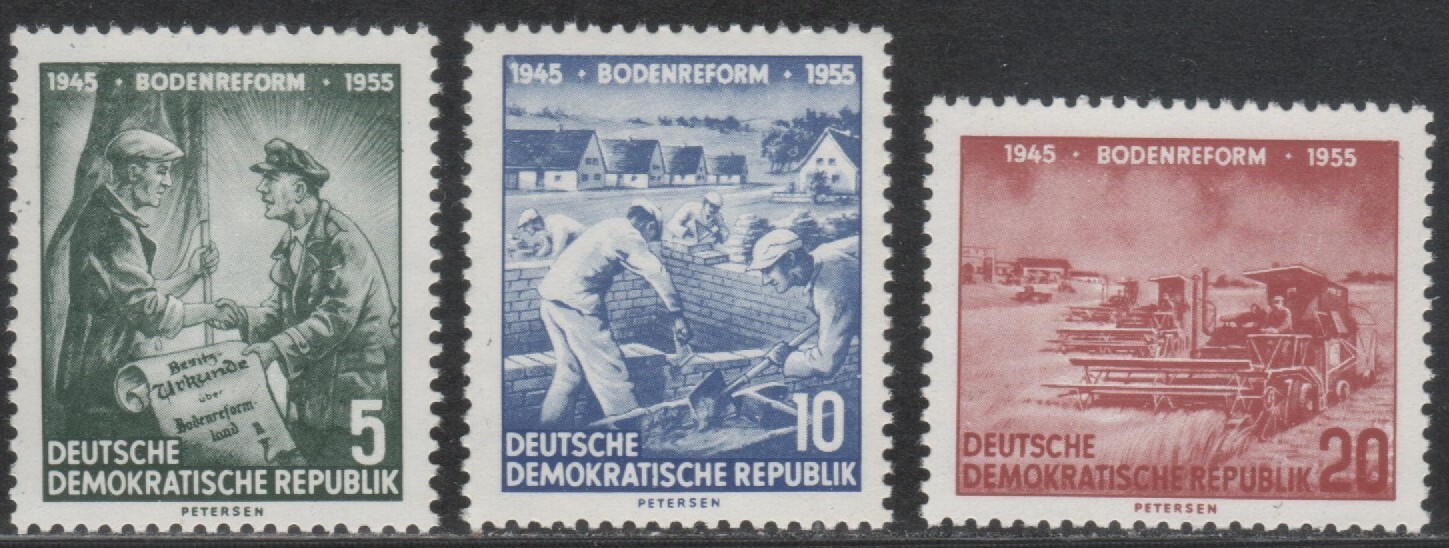 1945 · BODENREFORM · 1955
Besitz-
Urkunde
über
Bodenreform-
land
5
DEUTSCHE
DEMOKRATISCHE REPUBLIK
PETERSEN
1945 · BODENREFORM · 1955
10
DEUTSCHE
DEMOKRATISCHE REPUBLIK
PETERSEN
1945 · BODENREFORM · 1955
DEUTSCHE
DEMOKRATISCHE REPUBLIK 20
PETERSEN